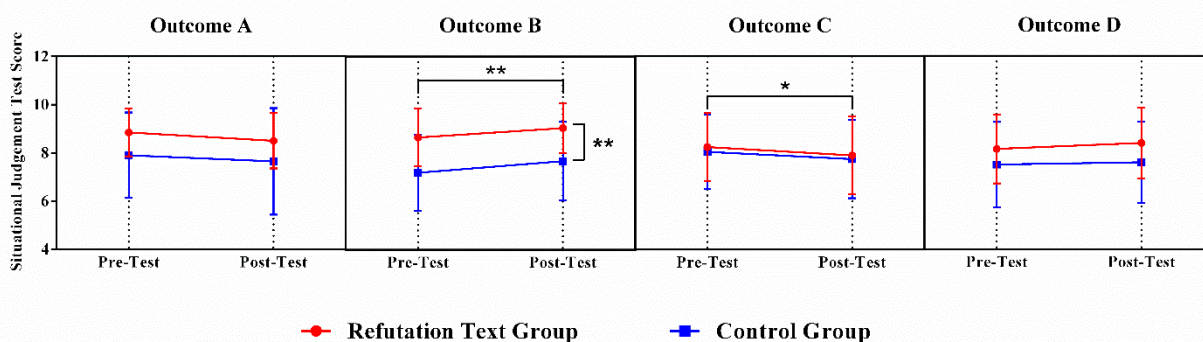 Outcome A Outcome B Outcome C Outcome D
Situational Judgement Test Score
12
10
8
6
4
**
**
*
Pre-Test Post-Test Pre-Test Post-Test Pre-Test Post-Test Pre-Test Post-Test
Refutation Text Group Control Group